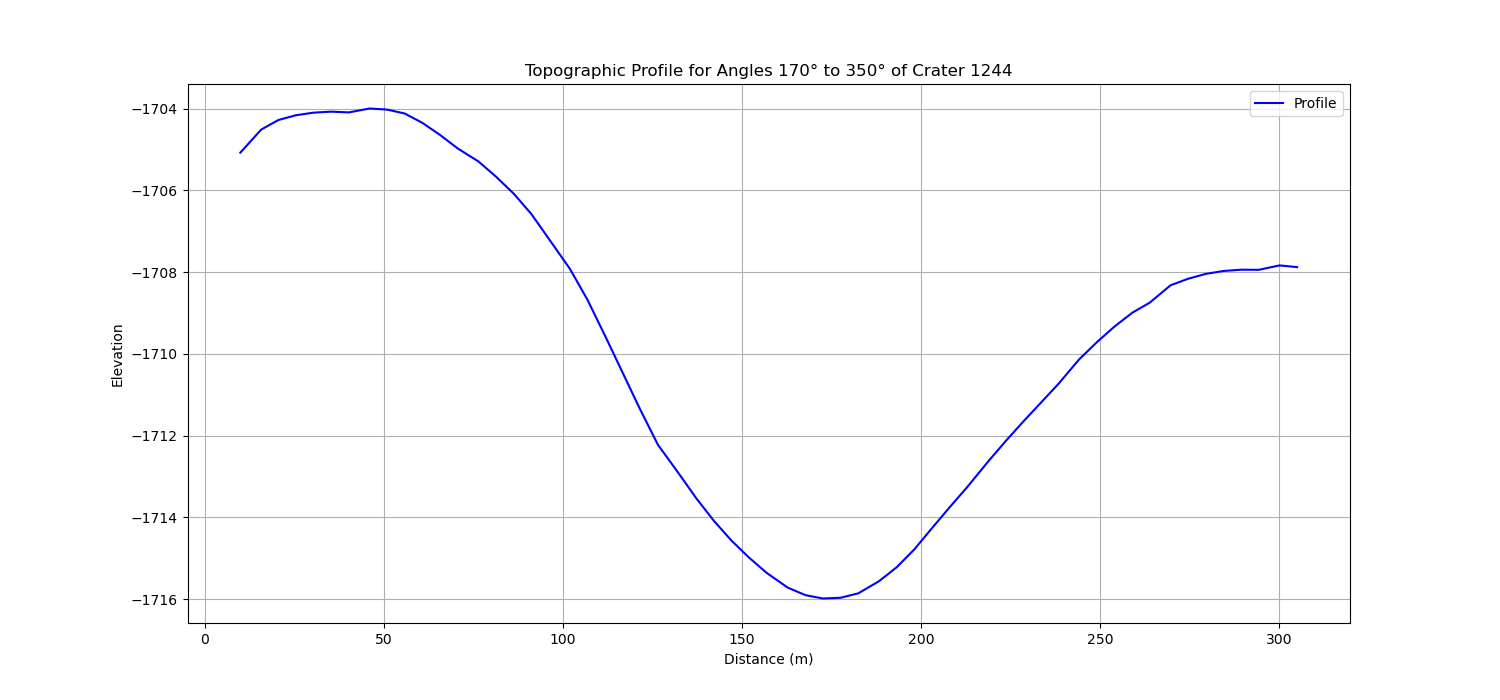 Topographic Profile for Angles 170° to 350° of Crater 1244
Profile
Elevation
−1704
−1706
−1708
−1710
−1712
−1714
−1716
0 50 100 150 200 250 300
Distance (m)